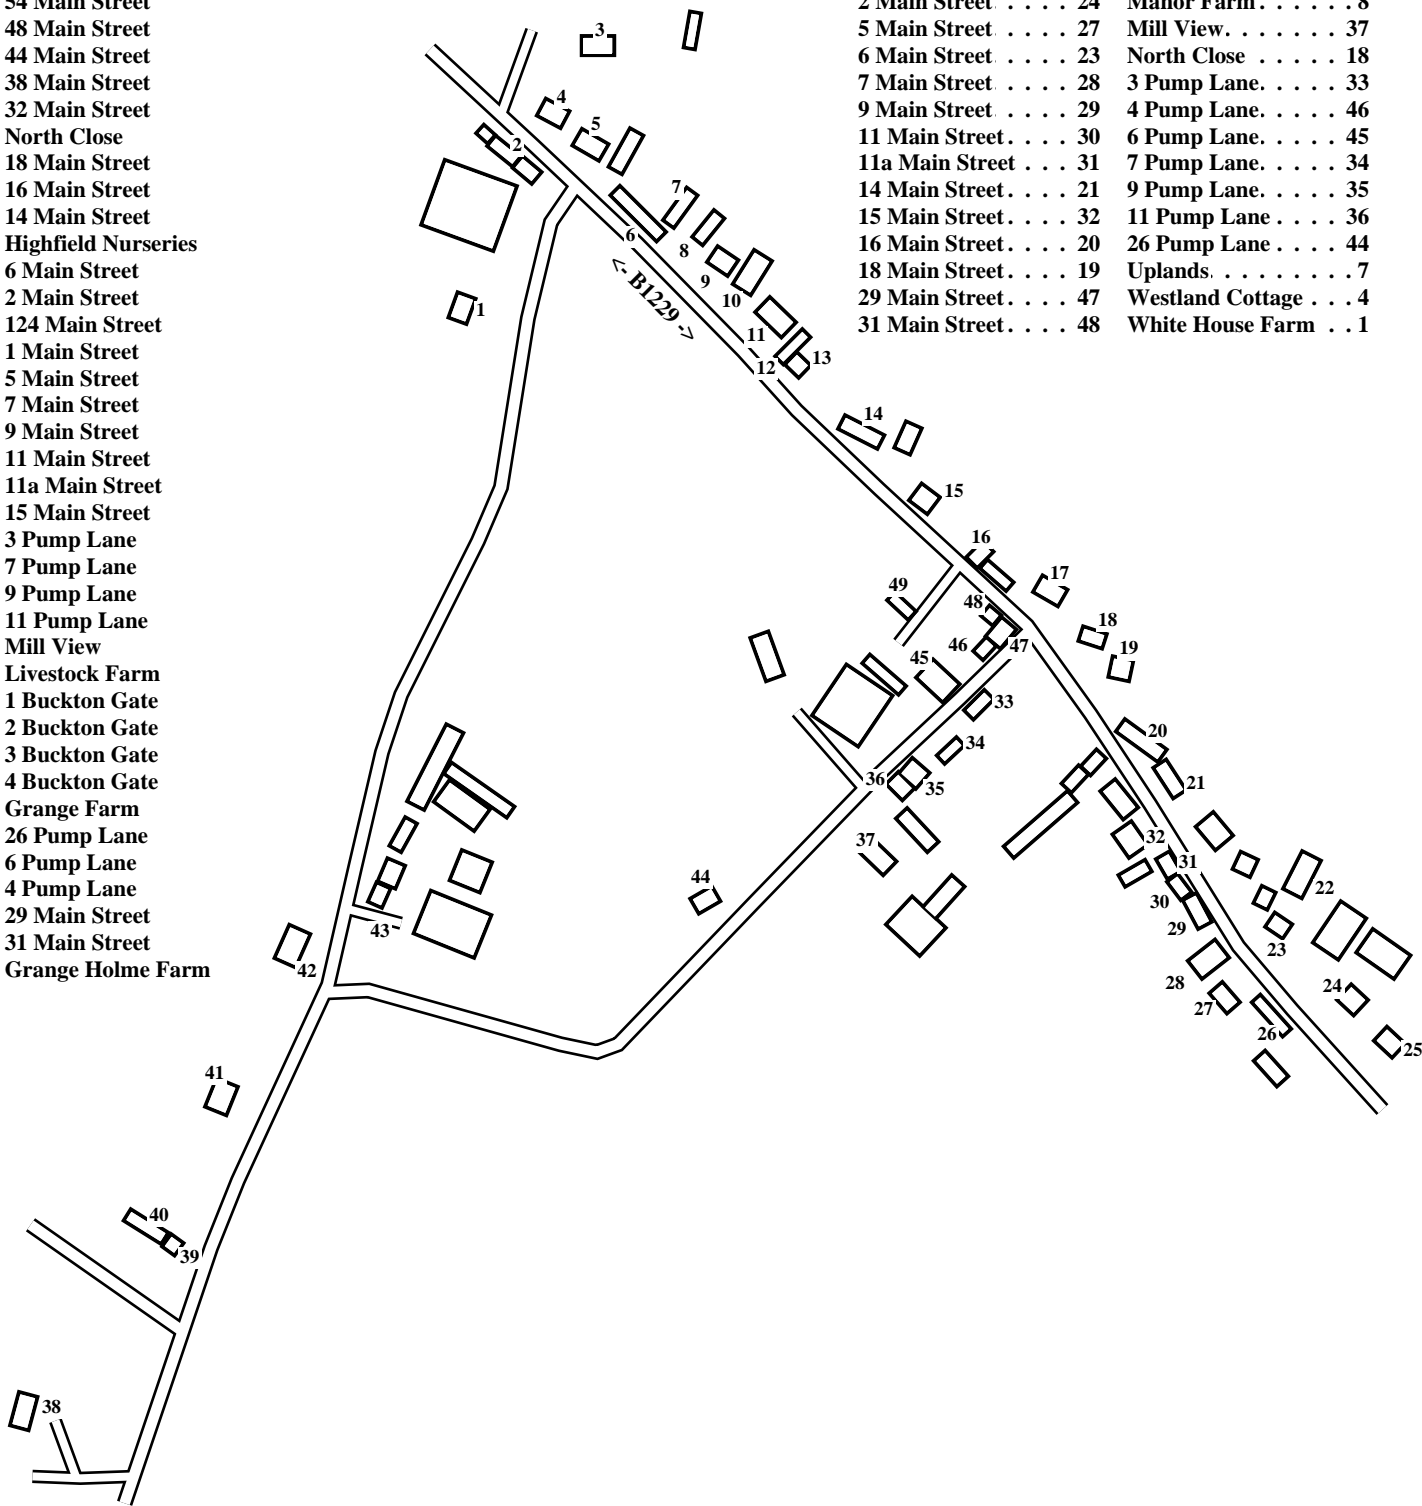 54 Main Street
48 Main Street
44 Main Street
38 Main Street
32 Main Street
North Close
18 Main Street
16 Main Street
14 Main Street
Highfield Nurseries
6 Main Street
2 Main Street
124 Main Street
1 Main Street
5 Main Street
7 Main Street
9 Main Street
11 Main Street
11a Main Street
15 Main Street
3 Pump Lane
7 Pump Lane
9 Pump Lane
11 Pump Lane
Mill View
Livestock Farm
1 Buckton Gate
2 Buckton Gate
3 Buckton Gate
4 Buckton Gate
Grange Farm
26 Pump Lane
6 Pump Lane
4 Pump Lane
29 Main Street
31 Main Street
Grange Holme Farm
2 Main Street. . . . . 24
5 Main Street. . . . . 27
6 Main Street. . . . . 23
7 Main Street. . . . . 28
9 Main Street. . . . . 29
11 Main Street. . . . 30
11a Main Street . . . 31
14 Main Street. . . . 21
15 Main Street. . . . 32
16 Main Street. . . . 20
18 Main Street. . . . 19
29 Main Street. . . . 47
31 Main Street. . . . 48
Manor Farm. . . . . . 8
Mill View. . . . . . . 37
North Close . . . . . 18
3 Pump Lane. . . . . 33
4 Pump Lane. . . . . 46
6 Pump Lane. . . . . 45
7 Pump Lane. . . . . 34
9 Pump Lane. . . . . 35
11 Pump Lane . . . . 36
26 Pump Lane . . . . 44
Uplands. . . . . . . . . 7
Westland Cottage . . . 4
White House Farm . . 1
3
4
5
2
7
6
8
9
10
1
<- B1229 ->
11
13
12
14
15
16
17
49
48
18
46
47
19
45
33
20
34
36
35
21
32
37
31
44
30
22
29
43
23
42
28
24
27
26
25
41
40
39
38